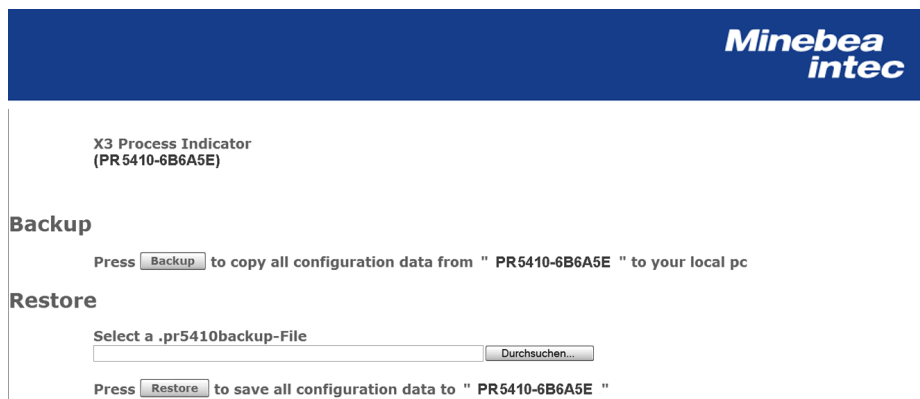 Minebea
intec
X3 Process Indicator
(PR5410-6B6A5E)
Backup
Press Backup to copy all configuration data from " PR5410-6B6A5E " to your local pc
Restore
Select a .pr5410backup-File
Durchsuchen...
Press Restore to save all configuration data to " PR5410-6B6A5E "